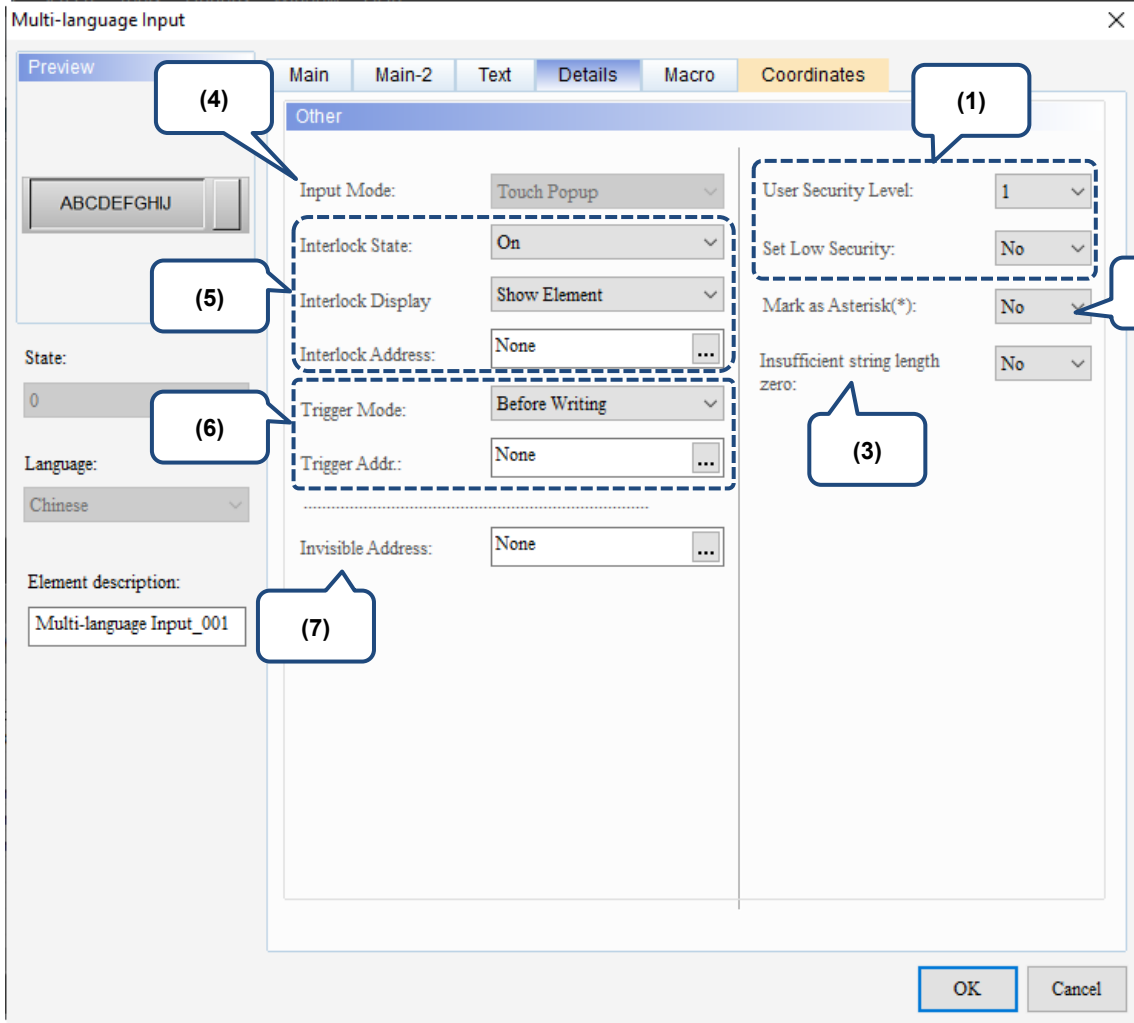 Multi-language Input
Preview
ABCDEFGHIJ
State:
0
Language:
Chinese
Element description:
Multi-language Input_001
Main
Main-2
Text
Details
Macro
Coordinates
Other
(4)
(1)
Input Mode:
Touch Popup
(5)
Interlock State:
On
Interlock Display
Show Element
Interlock Address:
None
...
(6)
Trigger Mode:
Before Writing
Trigger Addr.:
None
...
Invisible Address:
None
...
(7)
User Security Level:
1
Set Low Security:
No
Mark as Asterisk(*):
No
Insufficient string length
zero:
No
(3)
OK
Cancel